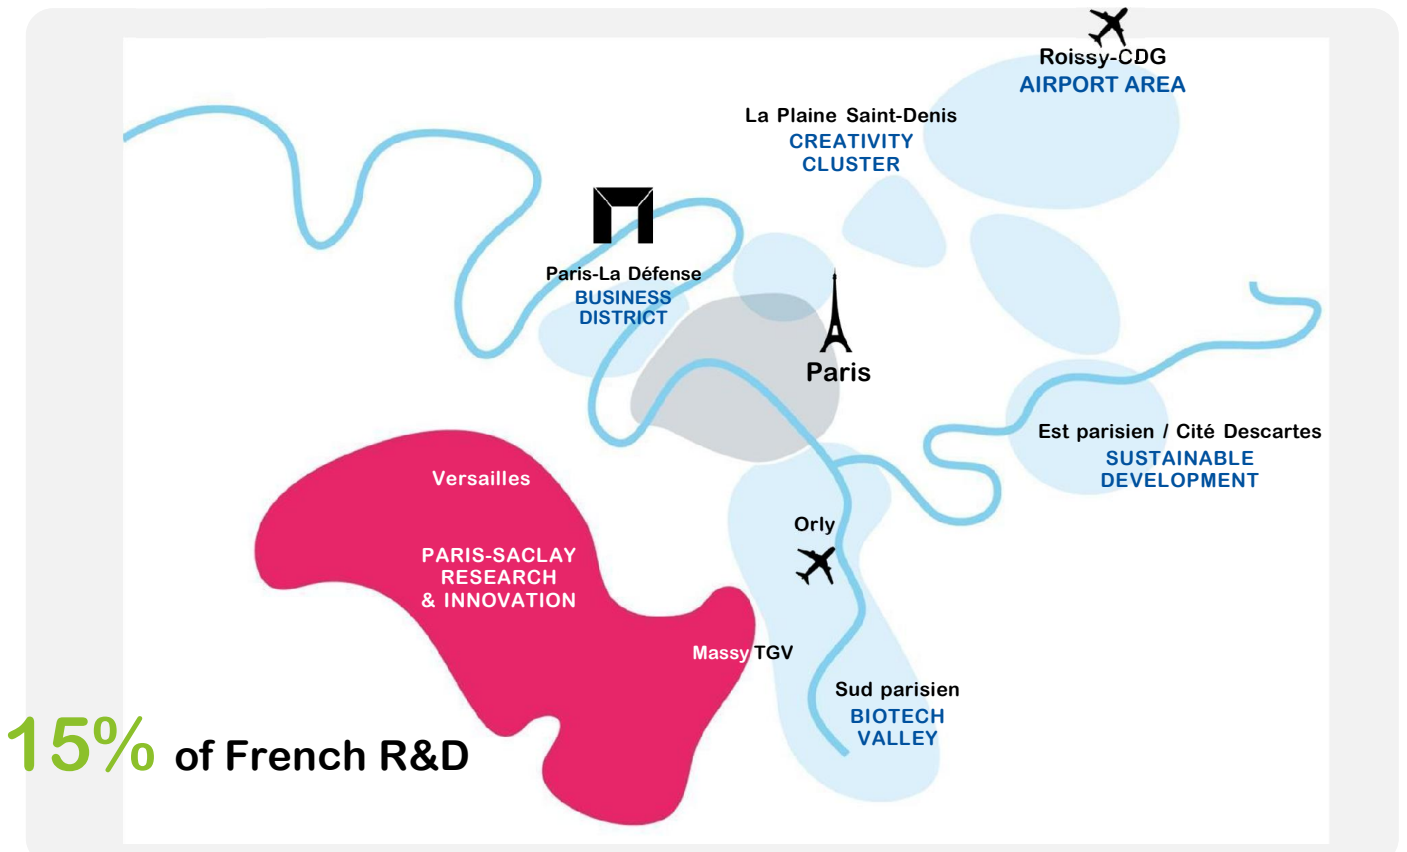 Roissy-CDG
AIRPORT AREA
La Plaine Saint-Denis
CREATIVITY
CLUSTER
Paris-La Défense
BUSINESS
DISTRICT
Paris
Est parisien / Cité Descartes
SUSTAINABLE
DEVELOPMENT
Versailles
Orly
PARIS-SACLAY
RESEARCH
& INNOVATION
Massy TGV
Sud parisien
BIOTECH
VALLEY
15% of French R&D